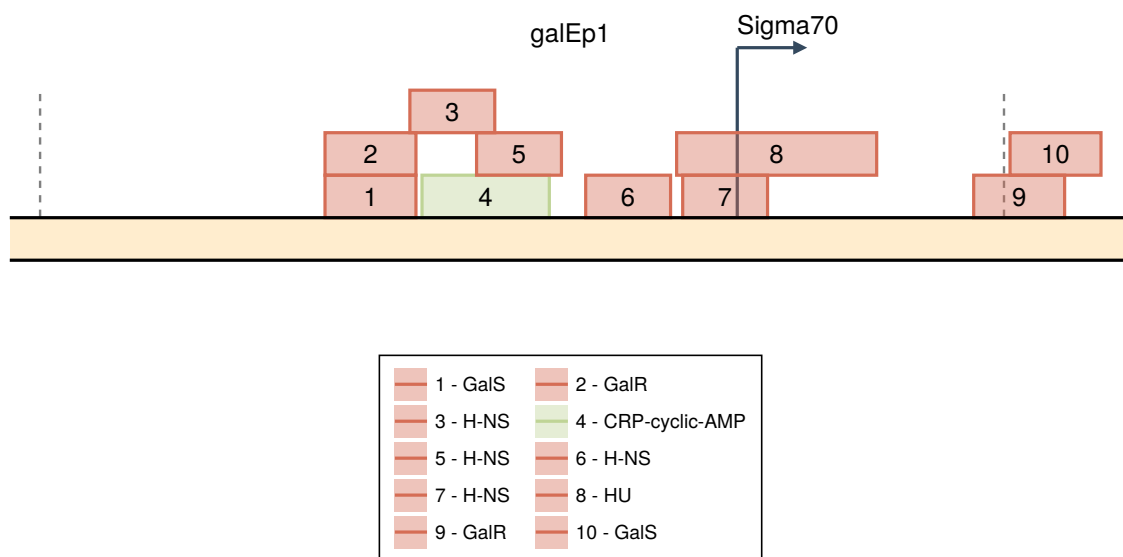 Sigma70
galEp1
3
2
5
8
10
1
4
6
7
9
1 - GalS
2 - GalR
3 - H-NS
4 - CRP-cyclic-AMP
5 - H-NS
6 - H-NS
7 - H-NS
8 - HU
9 - GalR
10 - GalS